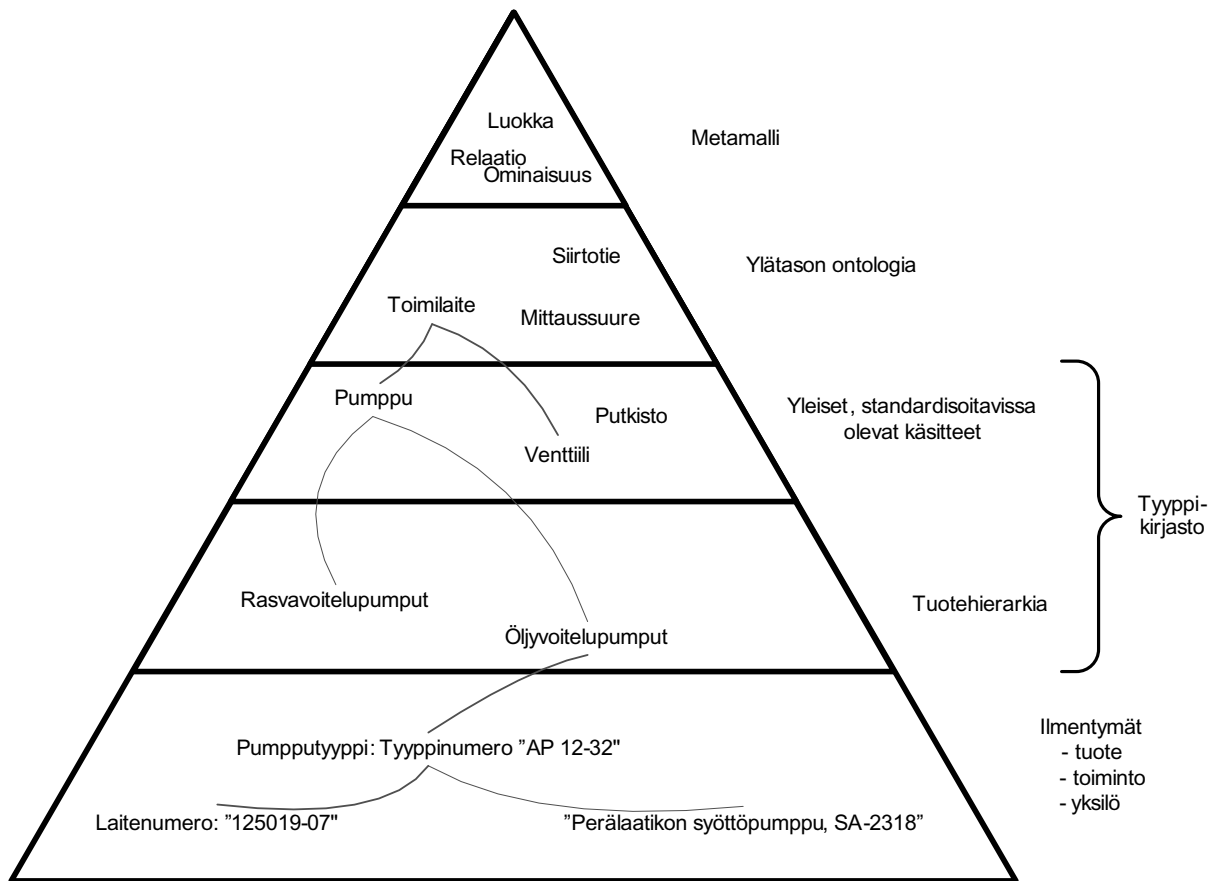 Luokka
Relaatio
Ominaisuus
Metamalli
Siirtotie
Ylätason ontologia
Toimilaite
Mittaussuure
Pumppu
Putkisto
Venttiili
Yleiset, standardisoitavissa
olevat käsitteet
Tyyppi-
kirjasto
Rasvavoitelupumput
Tuotehierarkia
Öljyvoitelupumput
Pumpputyyppi: Tyyppinumero ”AP 12-32"
Ilmentymät
- tuote
- toiminto
- yksilö
Laitenumero: ”125019-07"
”Perälaatikon syöttöpumppu, SA-2318”